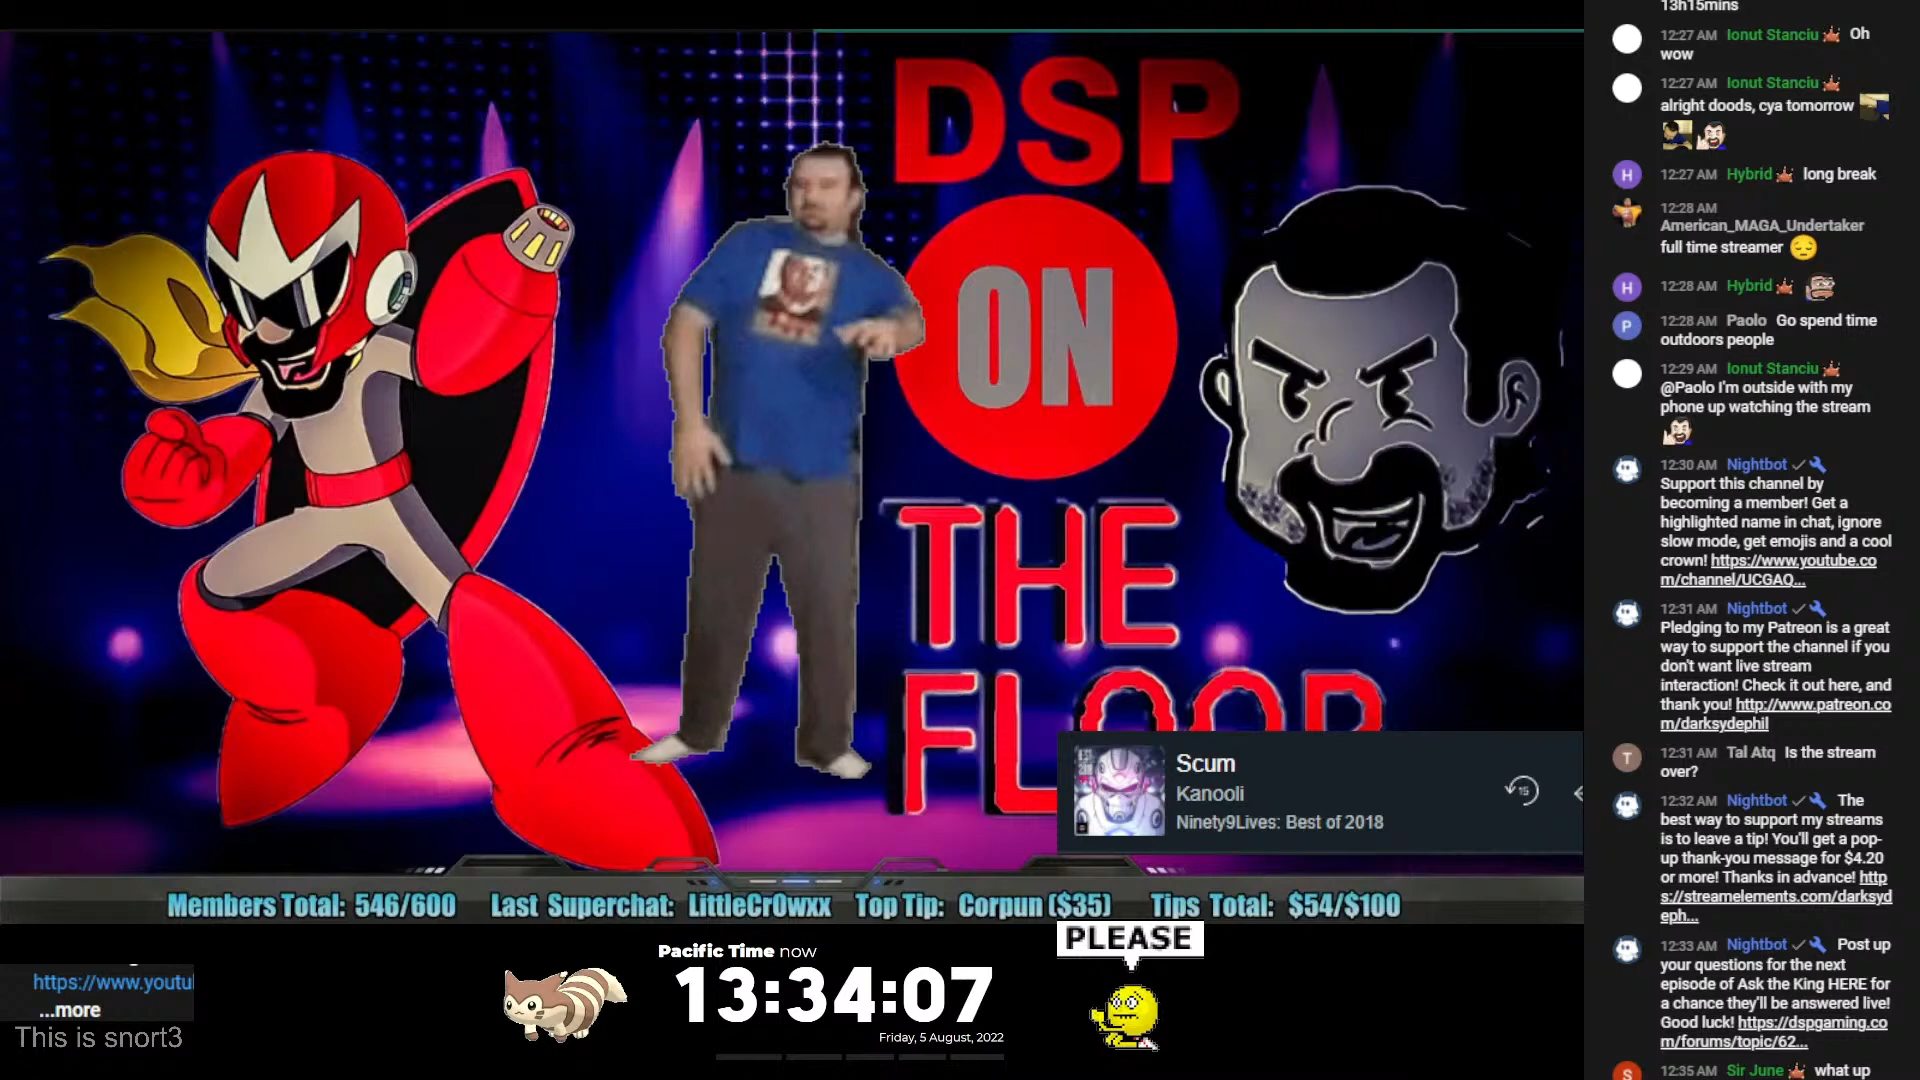 DSP
ON
THE
FLOOR
Scum
Kanooli
Ninety9Lives: Best of 2018
15
Members Total: 546/600 Last Superchat: LittleCr0wxx Top Tip: Corpun ($35) Tips Total: $54/$100
PLEASE
Pacific Time now
13:34:07
Friday, 5 August, 2022
https://www.youtu
...more
This is snort3
13h15mins
12:27 AM Ionut Stanciu Oh
wow
12:27 AM Ionut Stanciu
alright doods, cya tomorrow
H
12:27 AM Hybrid long break
12:28 AM
American_MAGA_Undertaker
full time streamer
H
12:28 AM Hybrid
P
12:28 AM Paolo Go spend time
outdoors people
12:29 AM Ionut Stanciu
@Paolo I'm outside with my
phone up watching the stream
12:30 AM Nightbot
Support this channel by
becoming a member! Get a
highlighted name in chat, ignore
slow mode, get emojis and a cool
crown! https://www.youtube.co
m/channel/UCGAQ...
12:31 AM Nightbot
Pledging to my Patreon is a great
way to support the channel if you
don't want live stream
interaction! Check it out here, and
thank you! http://www.patreon.co
m/darksydephil
T
12:31 AM Tal Atq Is the stream
over?
12:32 AM Nightbot The
best way to support my streams
is to leave a tip! You'll get a pop-
up thank-you message for $4.20
or more! Thanks in advance! http
s://streamelements.com/darksyd
eph...
12:33 AM Nightbot Post up
your questions for the next
episode of Ask the King HERE for
a chance they'll be answered live!
Good luck! https://dspgaming.co
m/forums/topic/62...
S
12:35 AM Sir June what up